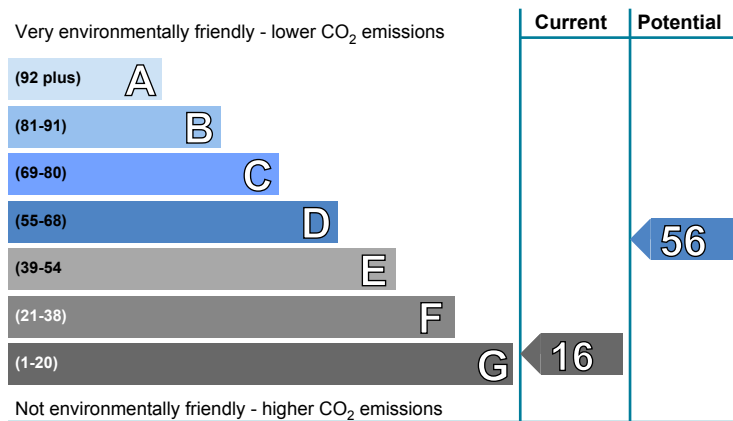 Very environmentally friendly - lower CO₂ emissions
Current
Potential
(92 plus) A
(81-91) B
(69-80) C
(55-68) D
56
(39-54 E
(21-38) F
(1-20) G
16
Not environmentally friendly - higher CO₂ emissions